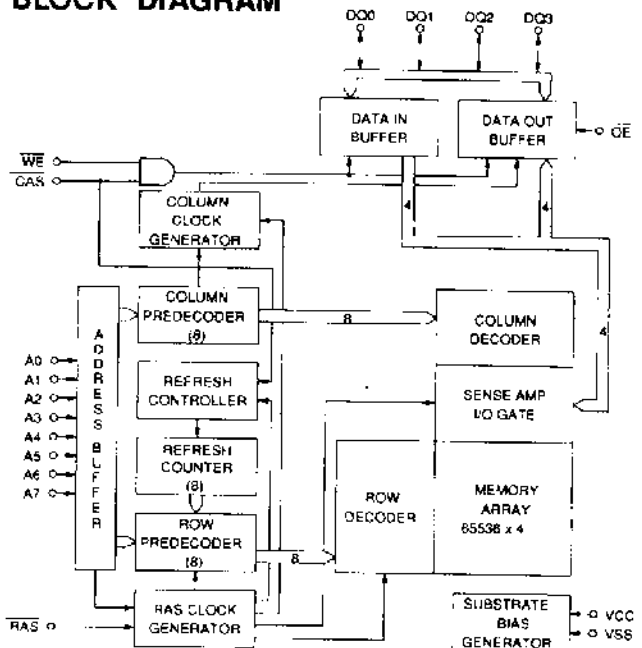 BLOCK DIAGRAM
DQ0 DQ1 DQ2 DQ3
DATA IN
BUFFER
DATA OUT
BUFFER
OE
WE
CAS
COLUMN
CLOCK
GENERATOR
4
4
COLUMN
PREDECODER
(8)
8
COLUMN
DECODER
4
ADDRESS BUFFER
A0
A1
A2
A3
A4
A5
A6
A7
REFRESH
CONTROLLER
SENSE AMP
I/O GATE
REFRESH
COUNTER
(8)
ROW
DECODER
MEMORY
ARRAY
65536 x 4
ROW
PREDECODER
(8)
8
RAS
RAS CLOCK
GENERATOR
SUBSTRATE
BIAS
GENERATOR
VCC
VSS